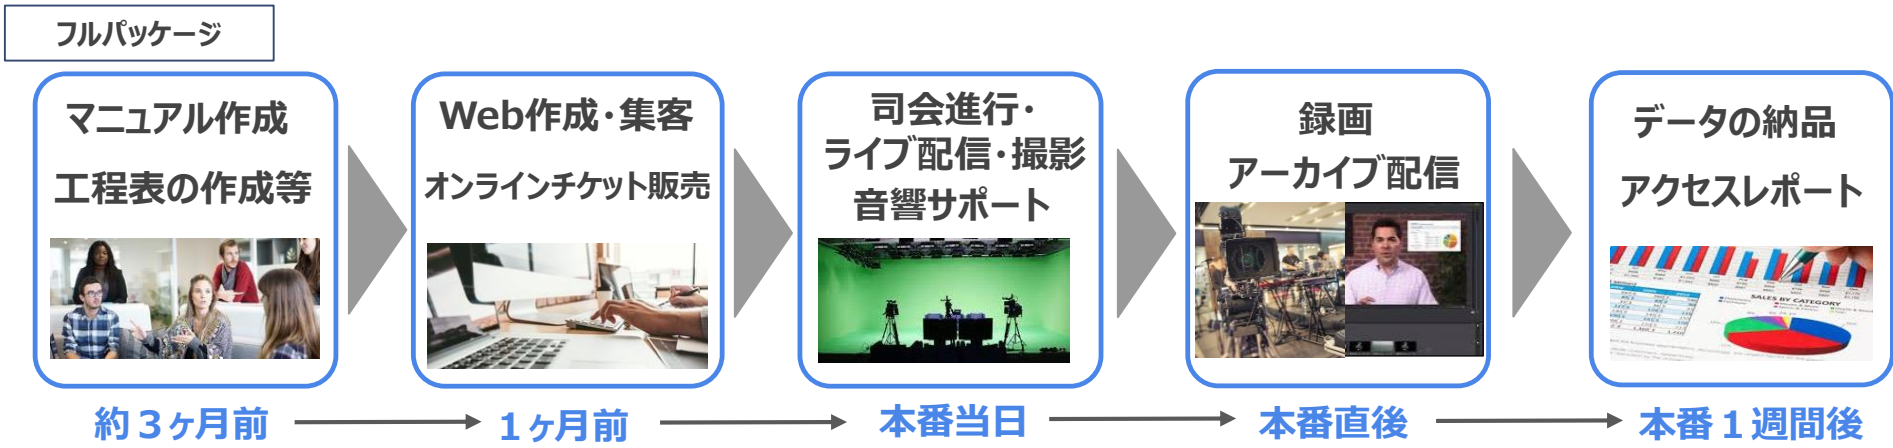 フルパッケージ
マニュアル作成
工程表の作成等
Web作成・集客
オンラインチケット販売
司会進行・
ライブ配信・撮影
音響サポート
録画
アーカイブ配信
データの納品
アクセスレポート
SALES BY CATEGORY
約３ヶ月前
１ヶ月前
本番当日
本番直後
本番１週間後